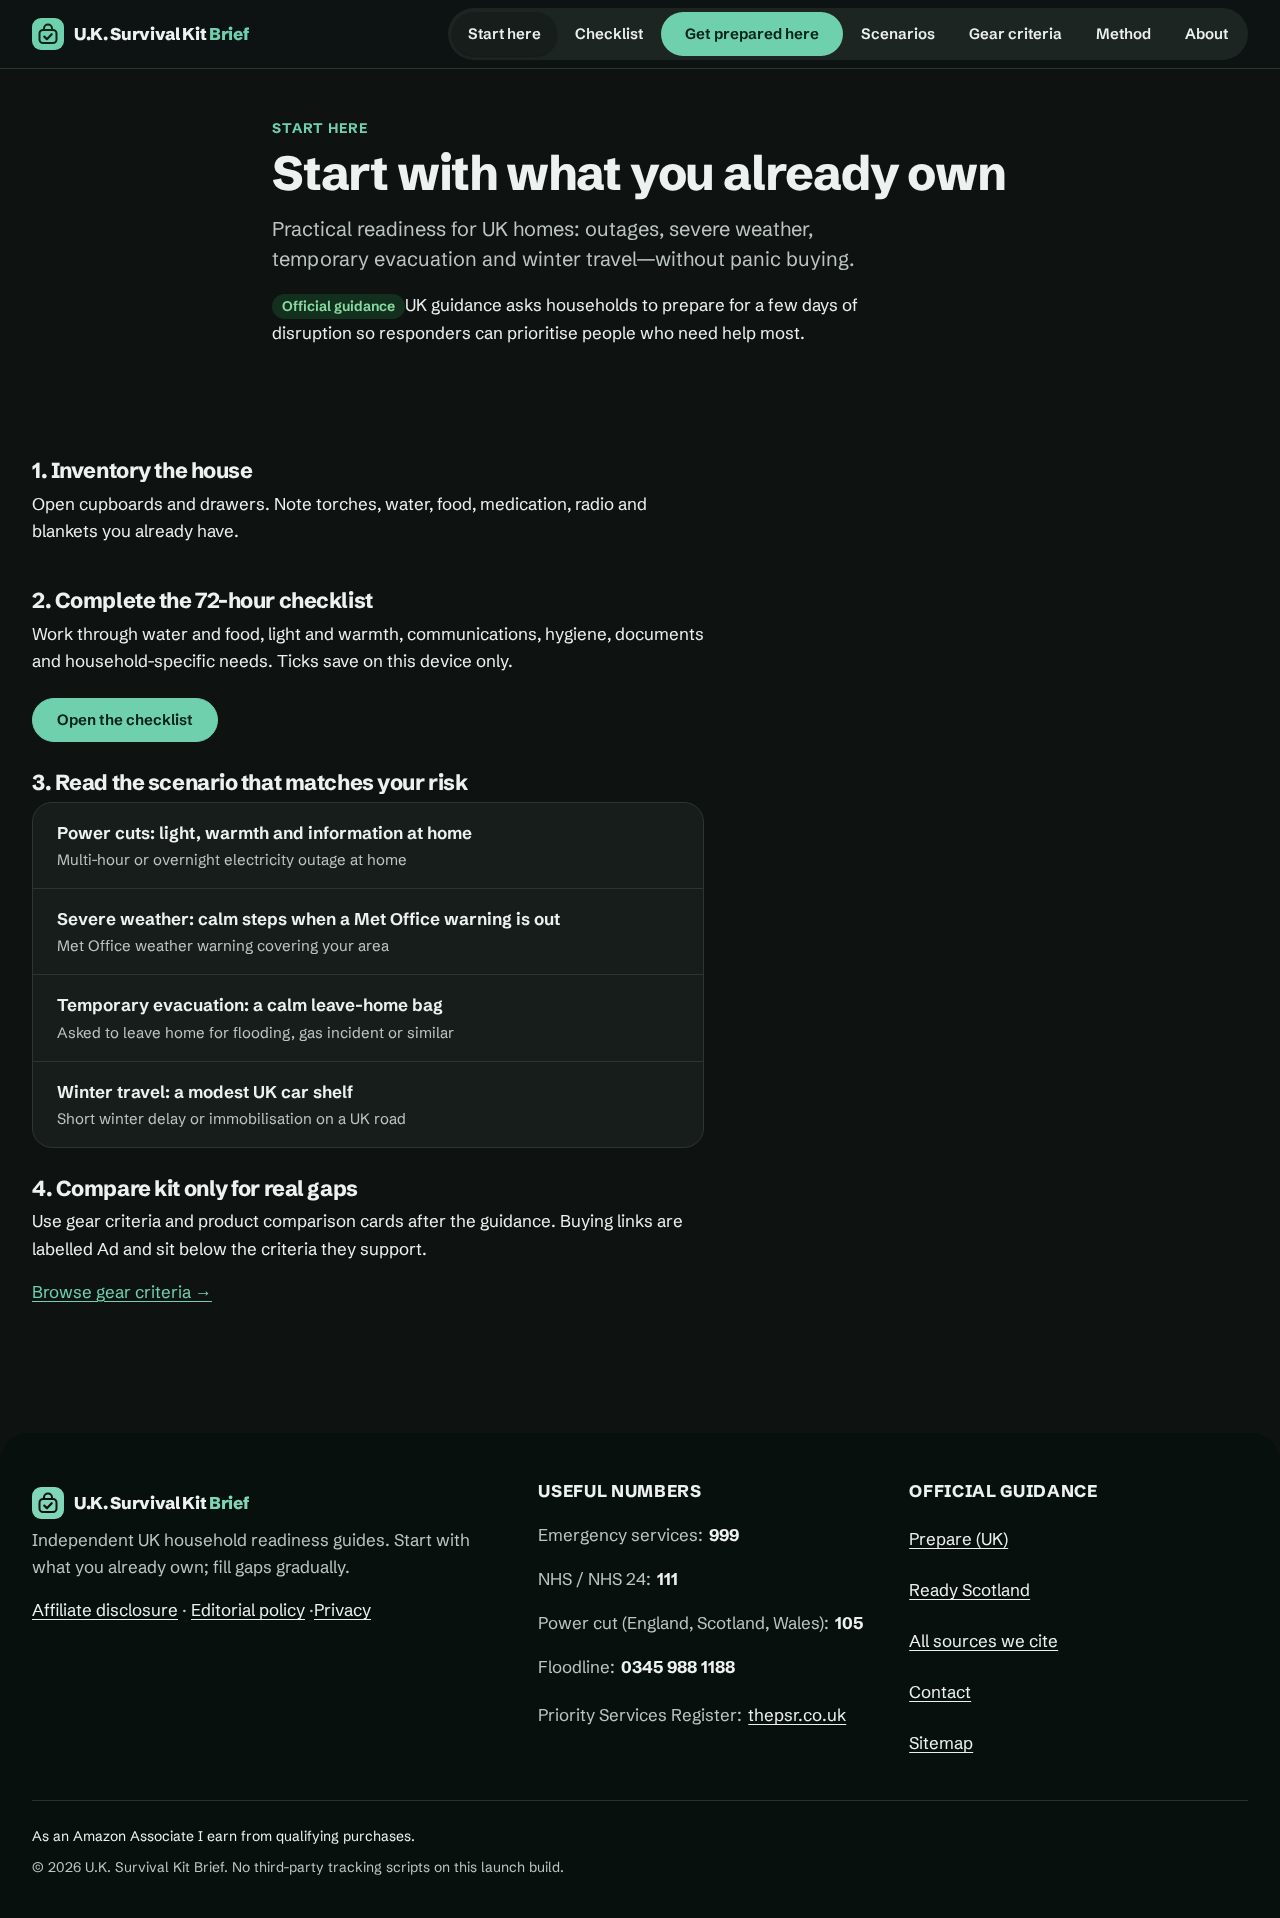 U.K. Survival Kit Brief
Start here
Checklist
Get prepared here
Scenarios
Gear criteria
Method
About
START HERE
Start with what you already own
Practical readiness for UK homes: outages, severe weather,
temporary evacuation and winter travel—without panic buying.
Official guidance UK guidance asks households to prepare for a few days of
disruption so responders can prioritise people who need help most.
1. Inventory the house
Open cupboards and drawers. Note torches, water, food, medication, radio and
blankets you already have.
2. Complete the 72-hour checklist
Work through water and food, light and warmth, communications, hygiene, documents
and household-specific needs. Ticks save on this device only.
Open the checklist
3. Read the scenario that matches your risk
Power cuts: light, warmth and information at home
Multi-hour or overnight electricity outage at home
Severe weather: calm steps when a Met Office warning is out
Met Office weather warning covering your area
Temporary evacuation: a calm leave-home bag
Asked to leave home for flooding, gas incident or similar
Winter travel: a modest UK car shelf
Short winter delay or immobilisation on a UK road
4. Compare kit only for real gaps
Use gear criteria and product comparison cards after the guidance. Buying links are
labelled Ad and sit below the criteria they support.
Browse gear criteria →
U.K. Survival Kit Brief
Independent UK household readiness guides. Start with
what you already own; fill gaps gradually.
Affiliate disclosure · Editorial policy ·Privacy
USEFUL NUMBERS
Emergency services: 999
NHS / NHS 24: 111
Power cut (England, Scotland, Wales): 105
Floodline: 0345 988 1188
Priority Services Register: thepsr.co.uk
OFFICIAL GUIDANCE
Prepare (UK)
Ready Scotland
All sources we cite
Contact
Sitemap
As an Amazon Associate I earn from qualifying purchases.
© 2026 U.K. Survival Kit Brief. No third-party tracking scripts on this launch build.